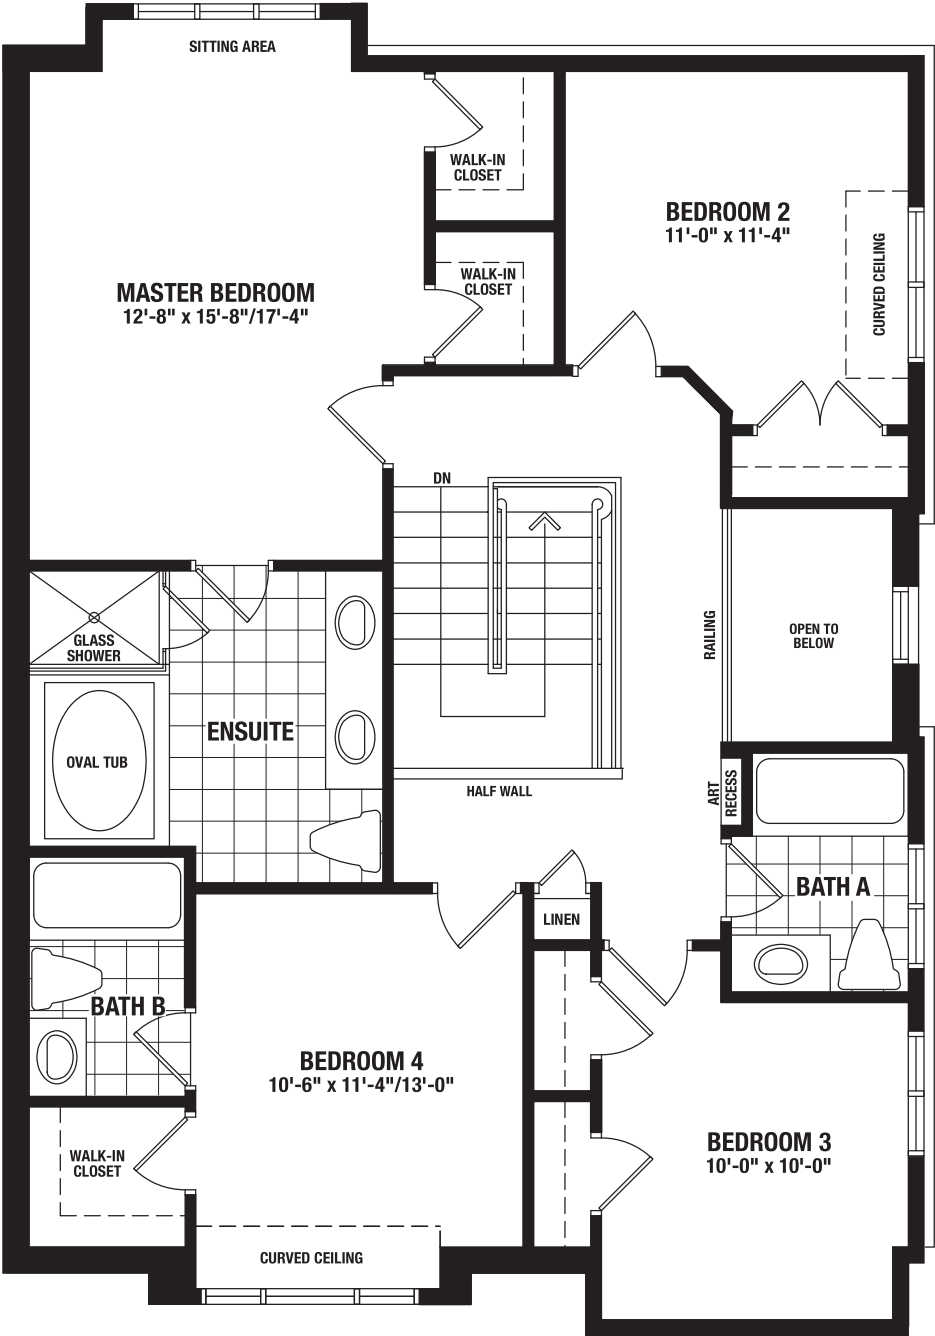 SITTING AREA
WALK-IN
CLOSET
BEDROOM 2
11'-0" x 11'-4"
CURVED CEILING
WALK-IN
CLOSET
MASTER BEDROOM
12'-8" x 15'-8"/17'-4"
DN
GLASS
SHOWER
RAILING
OPEN TO
BELOW
ENSUITE
OVAL TUB
HALF WALL
ART
RECESS
BATH A
LINEN
BATH B
BEDROOM 4
10'-6" x 11'-4"/13'-0"
BEDROOM 3
10'-0" x 10'-0"
WALK-IN
CLOSET
CURVED CEILING